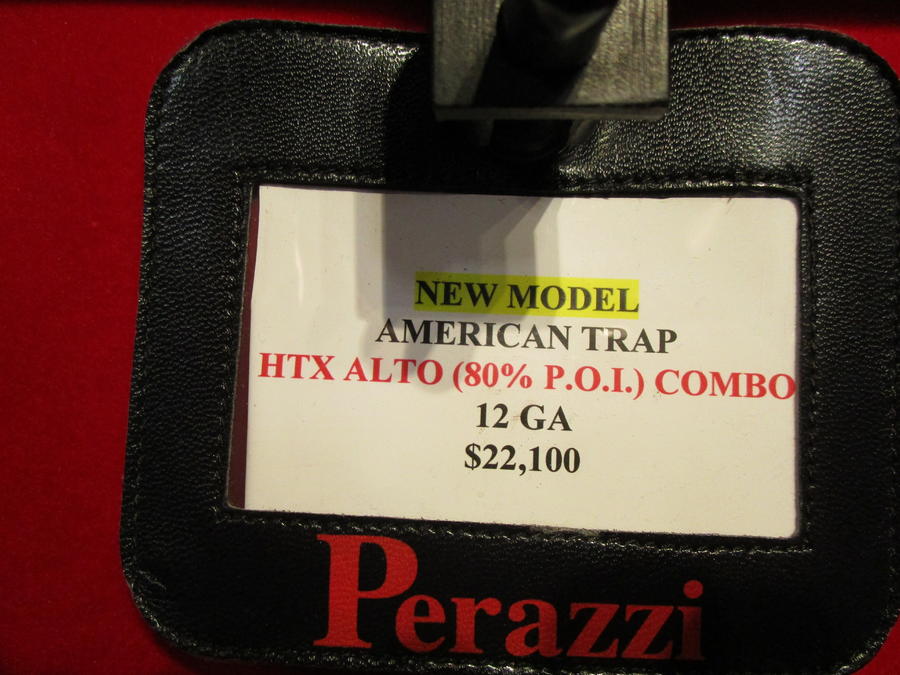 NEW MODEL
AMERICAN TRAP
HTX ALTO (80% P.O.I.) COMBO
12 GA
$22,100
Perazzi